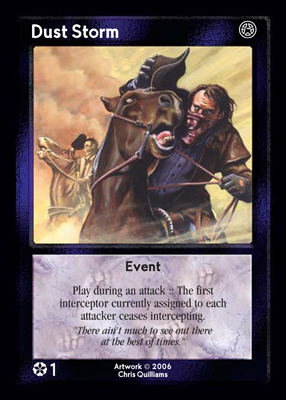 Dust Storm
Event
Play during an attack :: The first
interceptor currently assigned to each
attacker ceases intercepting.
"There ain't much to see out there
at the best of times."
1
Artwork © 2006
Chris Quilliams